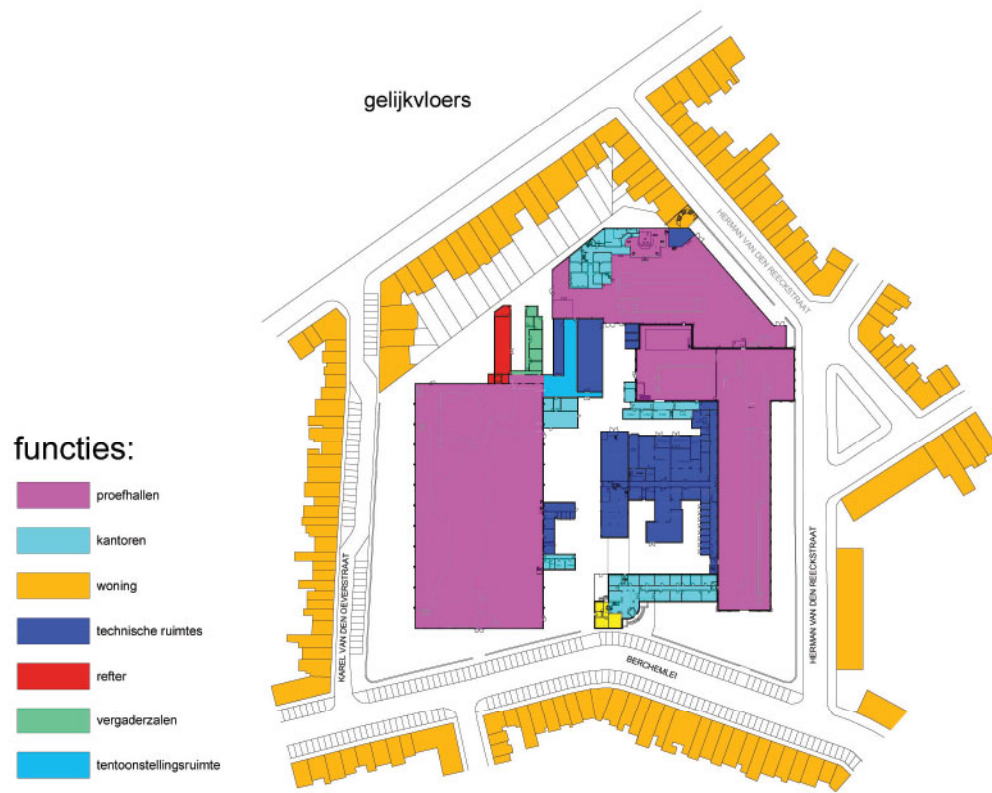 gelijkvloers
HERMAN VAN DEN REECKSTRAAT
functies:
proefhallen
kantoren
woning
technische ruimtes
refter
vergaderzalen
tentoonstellingsruimte
KAREL VAN DEN OEVERSTRAAT
HERMAN VAN DEN REECKSTRAAT
BERCHEMLEI